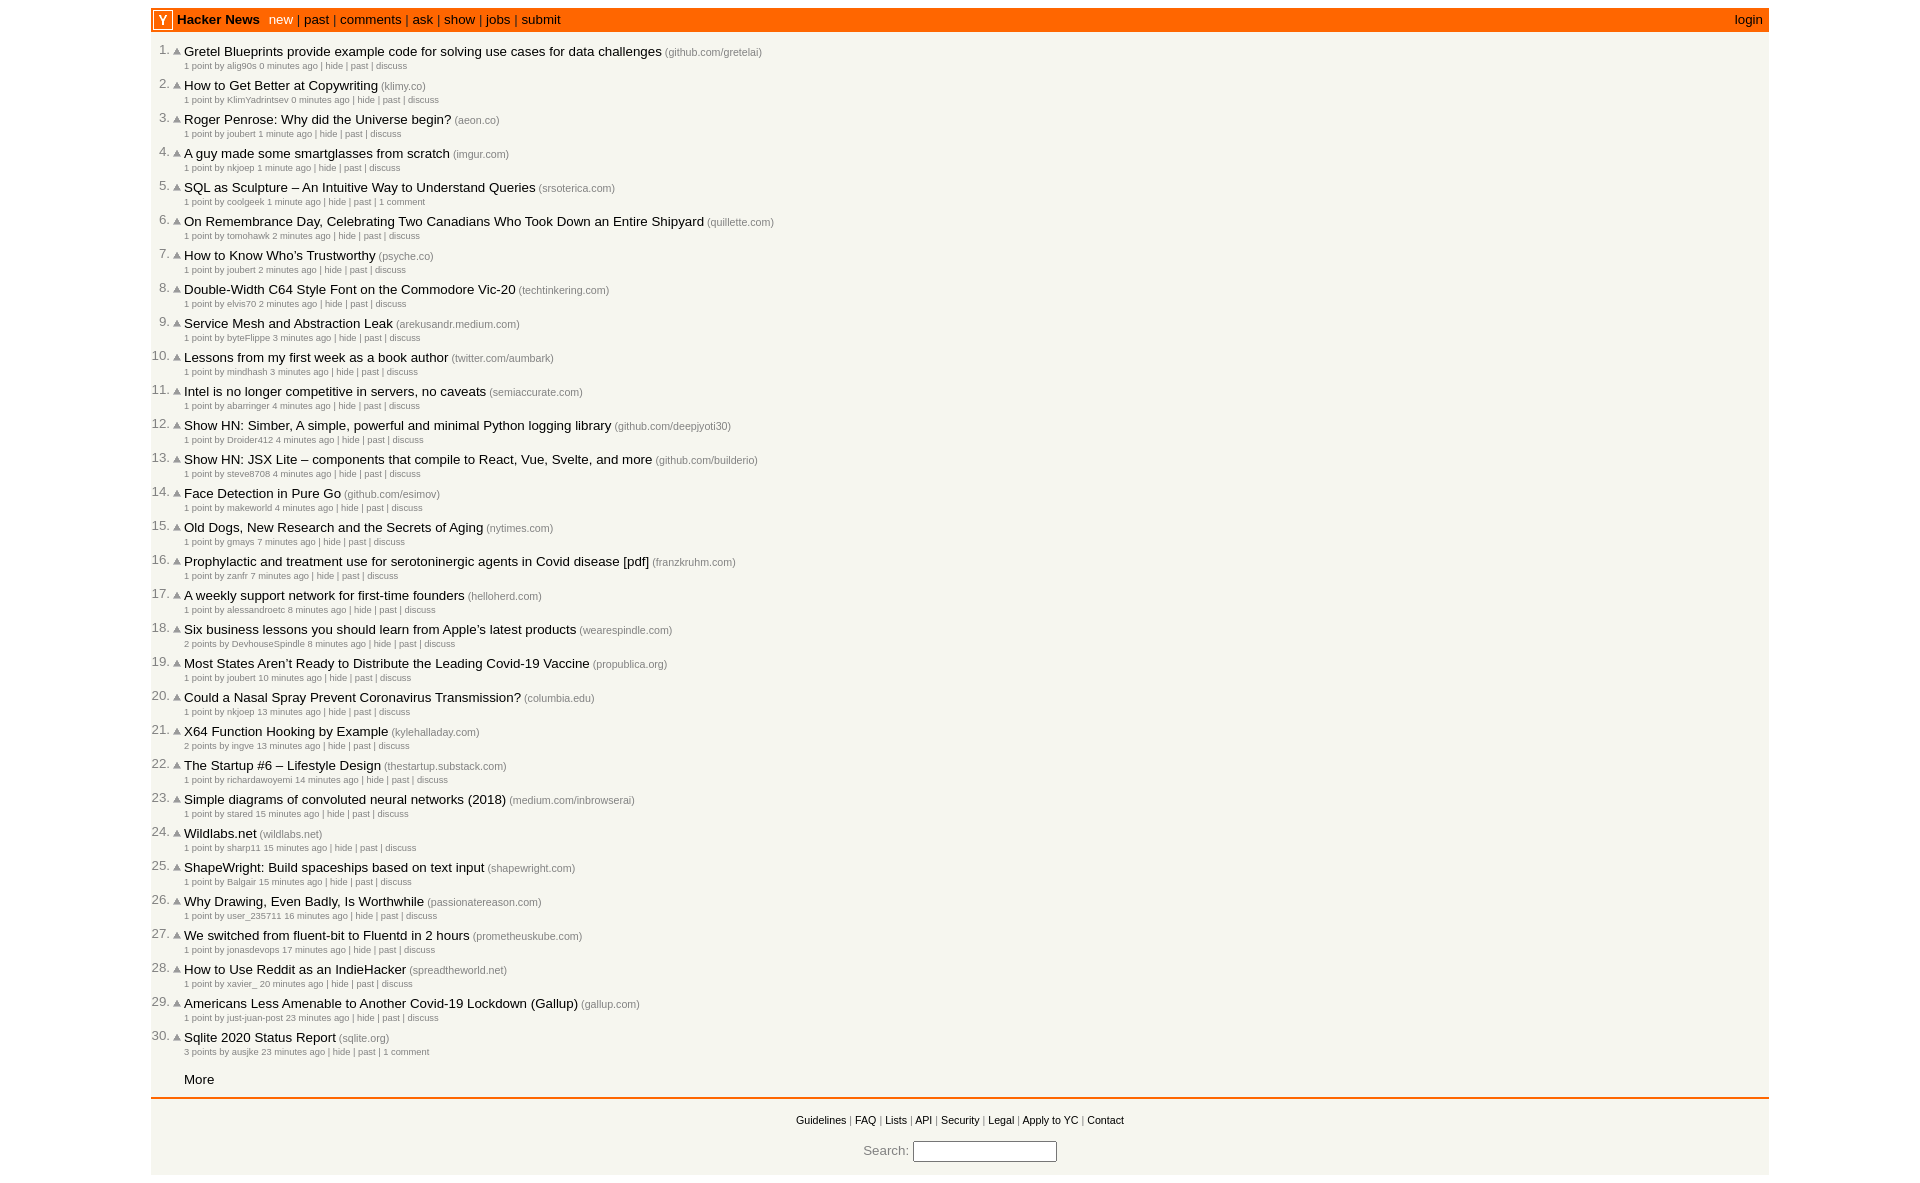 Y Hacker News new | past | comments | ask | show | jobs | submit login
1. Gretel Blueprints provide example code for solving use cases for data challenges (github.com/gretelai)
1 point by alig90s 0 minutes ago | hide | past | discuss
2. How to Get Better at Copywriting (klimy.co)
1 point by KlimYadrintsev 0 minutes ago | hide | past | discuss
3. Roger Penrose: Why did the Universe begin? (aeon.co)
1 point by joubert 1 minute ago | hide | past | discuss
4. A guy made some smartglasses from scratch (imgur.com)
1 point by nkjoep 1 minute ago | hide | past | discuss
5. SQL as Sculpture – An Intuitive Way to Understand Queries (srsoterica.com)
1 point by coolgeek 1 minute ago | hide | past | 1 comment
6. On Remembrance Day, Celebrating Two Canadians Who Took Down an Entire Shipyard (quillette.com)
1 point by tomohawk 2 minutes ago | hide | past | discuss
7. How to Know Who’s Trustworthy (psyche.co)
1 point by joubert 2 minutes ago | hide | past | discuss
8. Double-Width C64 Style Font on the Commodore Vic-20 (techtinkering.com)
1 point by elvis70 2 minutes ago | hide | past | discuss
9. Service Mesh and Abstraction Leak (arekusandr.medium.com)
1 point by byteFlippe 3 minutes ago | hide | past | discuss
10. Lessons from my first week as a book author (twitter.com/aumbark)
1 point by mindhash 3 minutes ago | hide | past | discuss
11. Intel is no longer competitive in servers, no caveats (semiaccurate.com)
1 point by abarringer 4 minutes ago | hide | past | discuss
12. Show HN: Simber, A simple, powerful and minimal Python logging library (github.com/deepjyoti30)
1 point by Droider412 4 minutes ago | hide | past | discuss
13. Show HN: JSX Lite – components that compile to React, Vue, Svelte, and more (github.com/builderio)
1 point by steve8708 4 minutes ago | hide | past | discuss
14. Face Detection in Pure Go (github.com/esimov)
1 point by makeworld 4 minutes ago | hide | past | discuss
15. Old Dogs, New Research and the Secrets of Aging (nytimes.com)
1 point by gmays 7 minutes ago | hide | past | discuss
16. Prophylactic and treatment use for serotoninergic agents in Covid disease [pdf] (franzkruhm.com)
1 point by zanfr 7 minutes ago | hide | past | discuss
17. A weekly support network for first-time founders (helloherd.com)
1 point by alessandroetc 8 minutes ago | hide | past | discuss
18. Six business lessons you should learn from Apple’s latest products (wearespindle.com)
2 points by DevhouseSpindle 8 minutes ago | hide | past | discuss
19. Most States Aren’t Ready to Distribute the Leading Covid-19 Vaccine (propublica.org)
1 point by joubert 10 minutes ago | hide | past | discuss
20. Could a Nasal Spray Prevent Coronavirus Transmission? (columbia.edu)
1 point by nkjoep 13 minutes ago | hide | past | discuss
21. X64 Function Hooking by Example (kylehalladay.com)
2 points by ingve 13 minutes ago | hide | past | discuss
22. The Startup #6 – Lifestyle Design (thestartup.substack.com)
1 point by richardawoyemi 14 minutes ago | hide | past | discuss
23. Simple diagrams of convoluted neural networks (2018) (medium.com/inbrowserai)
1 point by stared 15 minutes ago | hide | past | discuss
24. Wildlabs.net (wildlabs.net)
1 point by sharp11 15 minutes ago | hide | past | discuss
25. ShapeWright: Build spaceships based on text input (shapewright.com)
1 point by Balgair 15 minutes ago | hide | past | discuss
26. Why Drawing, Even Badly, Is Worthwhile (passionatereason.com)
1 point by user_235711 16 minutes ago | hide | past | discuss
27. We switched from fluent-bit to Fluentd in 2 hours (prometheuskube.com)
1 point by jonasdevops 17 minutes ago | hide | past | discuss
28. How to Use Reddit as an IndieHacker (spreadtheworld.net)
1 point by xavier_ 20 minutes ago | hide | past | discuss
29. Americans Less Amenable to Another Covid-19 Lockdown (Gallup) (gallup.com)
1 point by just-juan-post 23 minutes ago | hide | past | discuss
30. Sqlite 2020 Status Report (sqlite.org)
3 points by ausjke 23 minutes ago | hide | past | 1 comment
More
Guidelines | FAQ | Lists | API | Security | Legal | Apply to YC | Contact
Search: